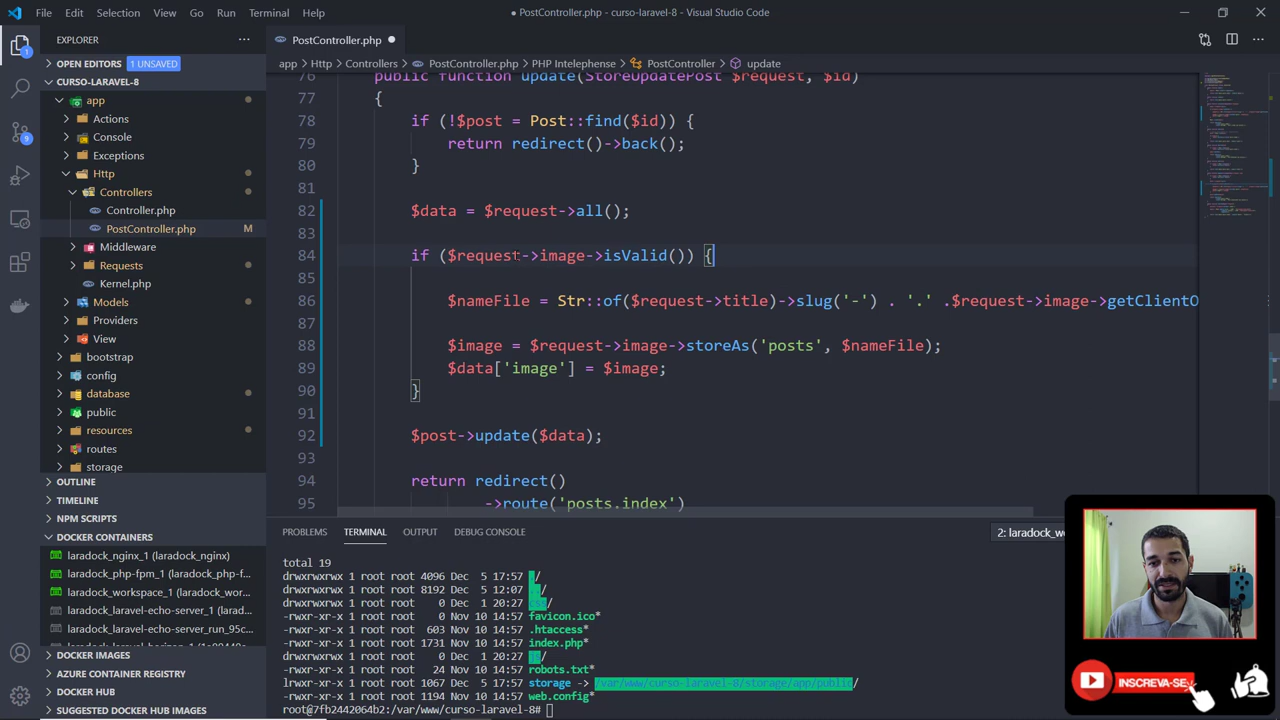 File Edit Selection View Go Run Terminal Help
● PostController.php - curso-laravel-8 - Visual Studio Code
EXPLORER
PostController.php
OPEN EDITORS 1 UNSAVED
app > Http > Controllers > PostController.php > PHP Intelephense > PostController > update
CURSO-LARAVEL-8
app
Actions
Console
Exceptions
Http
Controllers
Controller.php
PostController.php M
Middleware
Requests
Kernel.php
Models
Providers
View
bootstrap
config
database
public
resources
routes
storage
OUTLINE
TIMELINE
NPM SCRIPTS
DOCKER CONTAINERS
laradock_nginx_1 (laradock_nginx)
laradock_php-fpm_1 (laradock_php-f...
laradock_workspace_1 (laradock_wor...
laradock_laravel-echo-server_1 (larad...
laradock_laravel-echo-server_run_95c...
DOCKER IMAGES
AZURE CONTAINER REGISTRY
DOCKER HUB
SUGGESTED DOCKER HUB IMAGES
1
9
76 public function update(StoreUpdatePost $request, $id)
77 {
78 if (!$post = Post::find($id)) {
79 return redirect()->back();
80 }
81
82 $data = $request->all();
83
84 if ($request->image->isValid()) {
85
86 $nameFile = Str::of($request->title)->slug('-') . '.' .$request->image->getClientO
87
88 $image = $request->image->storeAs('posts', $nameFile);
89 $data['image'] = $image;
90 }
91
92 $post->update($data);
93
94 return redirect()
95 ->route('posts.index')
PROBLEMS TERMINAL OUTPUT DEBUG CONSOLE
2: laradock_wo
total 19
drwxrwxrwx 1 root root 4096 Dec 5 17:57 ./
drwxrwxrwx 1 root root 8192 Dec 5 12:07 ../
drwxrwxrwx 1 root root 0 Dec 1 20:27 css/
-rwxr-xr-x 1 root root 0 Nov 10 14:57 favicon.ico*
-rwxr-xr-x 1 root root 603 Nov 10 14:57 .htaccess*
-rwxr-xr-x 1 root root 1731 Nov 10 14:57 index.php*
drwxrwxrwx 1 root root 0 Dec 1 20:27 js/
-rwxr-xr-x 1 root root 24 Nov 10 14:57 robots.txt*
lrwxr-xr-x 1 root root 1067 Dec 5 17:57 storage -> /var/www/curso-laravel-8/storage/app/public/
-rwxr-xr-x 1 root root 1194 Nov 10 14:57 web.config*
root@7fb2442064b2:/var/www/curso-laravel-8#
INSCREVA-SE